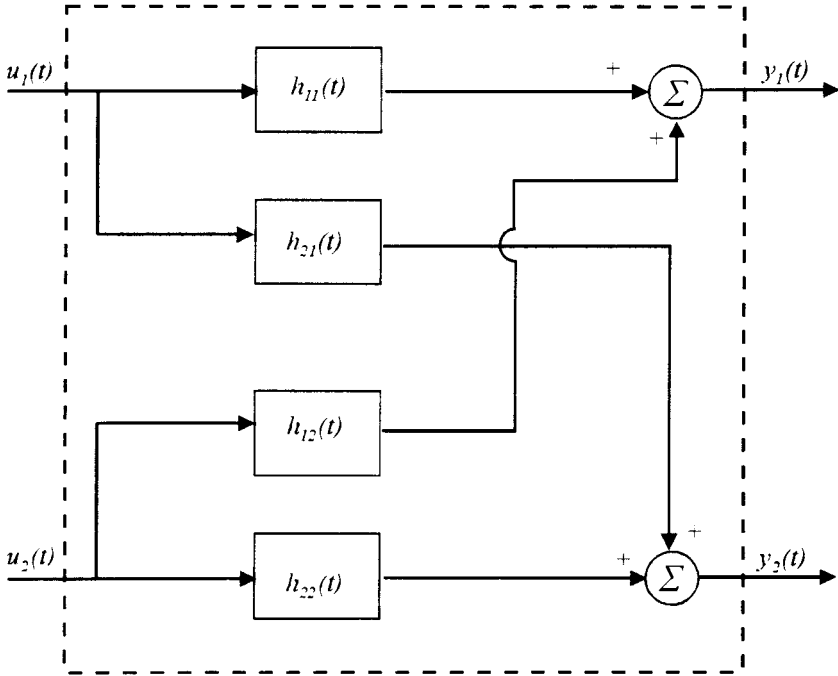 u₁(t)
h₁₁(t)
+
Σ
y₁(t)
+
h₂₁(t)
h₁₂(t)
u₂(t)
h₂₂(t)
+
+
Σ
y₂(t)